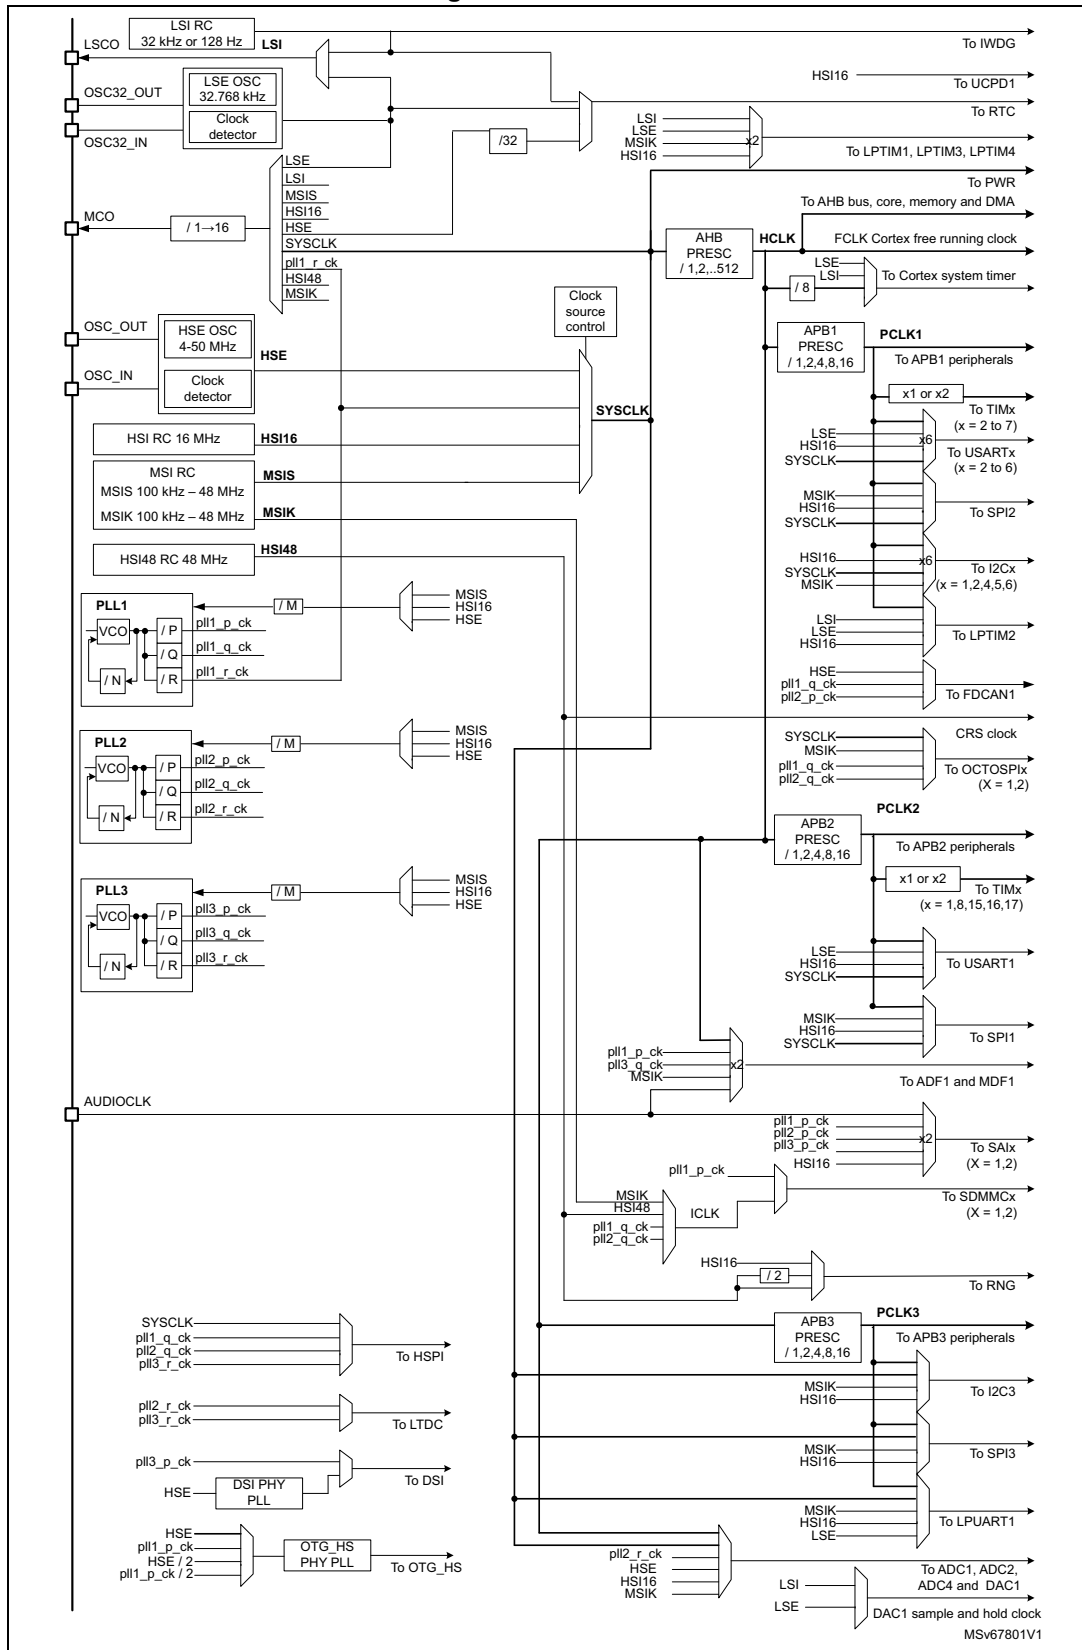 LSI RC
32 kHz or 128 Hz
LSCO
LSI
To IWDG
HSI16
To UCPD1
OSC32_OUT
LSE OSC
32.768 kHz
Clock
detector
OSC32_IN
To RTC
/32
LSI
LSE
MSIK
HSI16
x2
To LPTIM1, LPTIM3, LPTIM4
To PWR
MCO
/ 1→16
LSE
LSI
MSIS
HSI16
HSE
SYSCLK
pll1_r_ck
HSI48
MSIK
To AHB bus, core, memory and DMA
AHB
PRESC
/ 1,2,..512
HCLK
FCLK Cortex free running clock
LSE
LSI
/ 8
To Cortex system timer
Clock
source
control
OSC_OUT
HSE OSC
4-50 MHz
HSE
OSC_IN
Clock
detector
SYSCLK
APB1
PRESC
/ 1,2,4,8,16
PCLK1
To APB1 peripherals
x1 or x2
To TIMx
(x = 2 to 7)
HSI RC 16 MHz
HSI16
MSI RC
MSIS 100 kHz – 48 MHz
MSIK 100 kHz – 48 MHz
MSIS
MSIK
HSI48 RC 48 MHz
HSI48
LSE
HSI16
SYSCLK
x6
To USARTx
(x = 2 to 6)
MSIK
HSI16
SYSCLK
To SPI2
HSI16
SYSCLK
MSIK
x6
To I2Cx
(x = 1,2,4,5,6)
LSI
LSE
HSI16
To LPTIM2
HSE
pll1_q_ck
pll2_p_ck
To FDCAN1
CRS clock
PLL1
VCO
/ N
/ P
/ Q
/ R
pll1_p_ck
pll1_q_ck
pll1_r_ck
/ M
MSIS
HSI16
HSE
PLL2
VCO
/ N
/ P
/ Q
/ R
pll2_p_ck
pll2_q_ck
pll2_r_ck
/ M
MSIS
HSI16
HSE
SYSCLK
MSIK
pll1_q_ck
pll2_q_ck
To OCTOSPIx
(X = 1,2)
APB2
PRESC
/ 1,2,4,8,16
PCLK2
To APB2 peripherals
x1 or x2
To TIMx
(x = 1,8,15,16,17)
PLL3
VCO
/ N
/ P
/ Q
/ R
pll3_p_ck
pll3_q_ck
pll3_r_ck
/ M
MSIS
HSI16
HSE
LSE
HSI16
SYSCLK
To USART1
MSIK
HSI16
SYSCLK
To SPI1
pll1_p_ck
pll3_q_ck
MSIK
x2
To ADF1 and MDF1
AUDIOCLK
pll1_p_ck
pll2_p_ck
pll3_p_ck
HSI16
x2
To SAIx
(X = 1,2)
pll1_p_ck
MSIK
HSI48
pll1_q_ck
pll2_q_ck
ICLK
To SDMMCx
(X = 1,2)
HSI16
/ 2
To RNG
SYSCLK
pll1_q_ck
pll2_q_ck
pll3_r_ck
To HSPI
APB3
PRESC
/ 1,2,4,8,16
PCLK3
To APB3 peripherals
MSIK
HSI16
To I2C3
pll2_r_ck
pll3_r_ck
To LTDC
MSIK
HSI16
To SPI3
pll3_p_ck
HSE
DSI PHY
PLL
To DSI
MSIK
HSI16
LSE
To LPUART1
HSE
pll1_p_ck
HSE / 2
pll1_p_ck / 2
OTG_HS
PHY PLL
To OTG_HS
pll2_r_ck
HSE
HSI16
MSIK
To ADC1, ADC2,
ADC4 and DAC1
LSI
LSE
DAC1 sample and hold clock
MSv67801V1